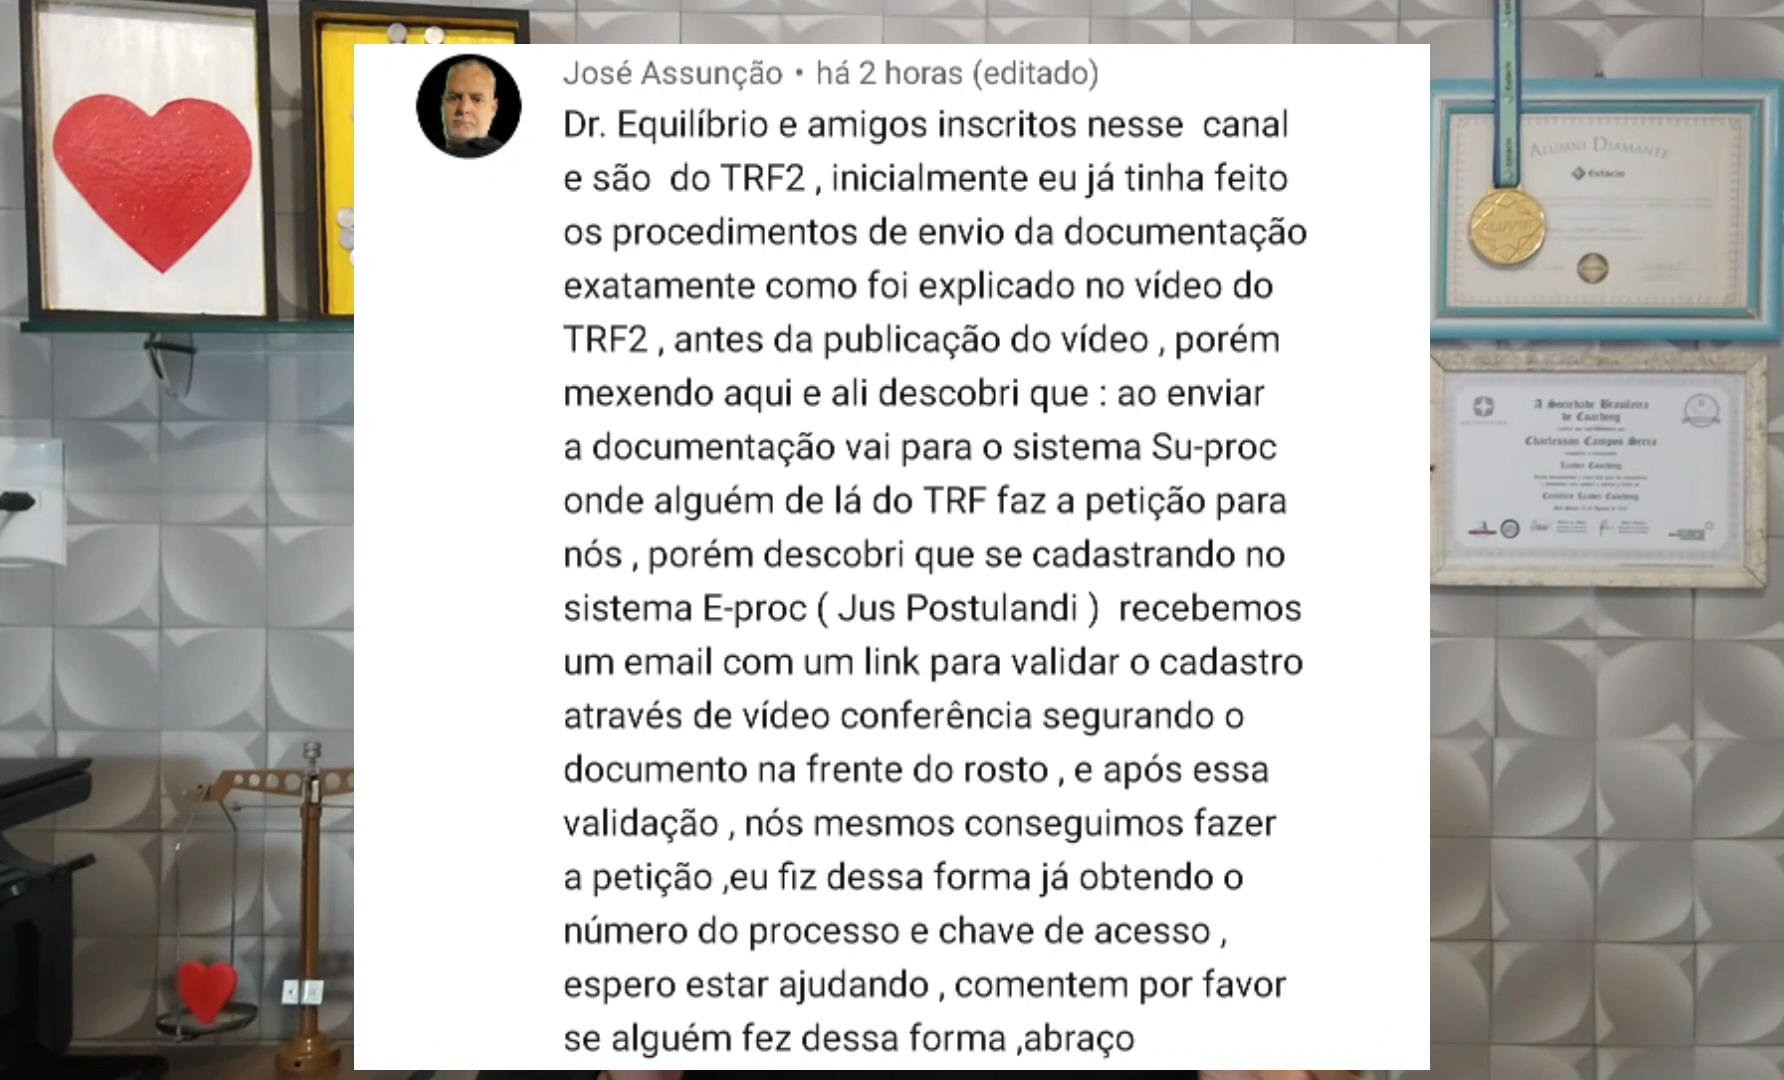 José Assunção • há 2 horas (editado)
Dr. Equilíbrio e amigos inscritos nesse canal
e são do TRF2 , inicialmente eu já tinha feito
os procedimentos de envio da documentação
exatamente como foi explicado no vídeo do
TRF2 , antes da publicação do vídeo , porém
mexendo aqui e ali descobri que : ao enviar
a documentação vai para o sistema Su-proc
onde alguém de lá do TRF faz a petição para
nós , porém descobri que se cadastrando no
sistema E-proc ( Jus Postulandi ) recebemos
um email com um link para validar o cadastro
através de vídeo conferência segurando o
documento na frente do rosto , e após essa
validação , nós mesmos conseguimos fazer
a petição ,eu fiz dessa forma já obtendo o
número do processo e chave de acesso ,
espero estar ajudando , comentem por favor
se alguém fez dessa forma ,abraço
ALUMNI DIAMANTE
Estácio
A Sociedade Brasileira
de Coaching
Charlesson Campos Serra
Leader Coaching
Certified Leader Coaching